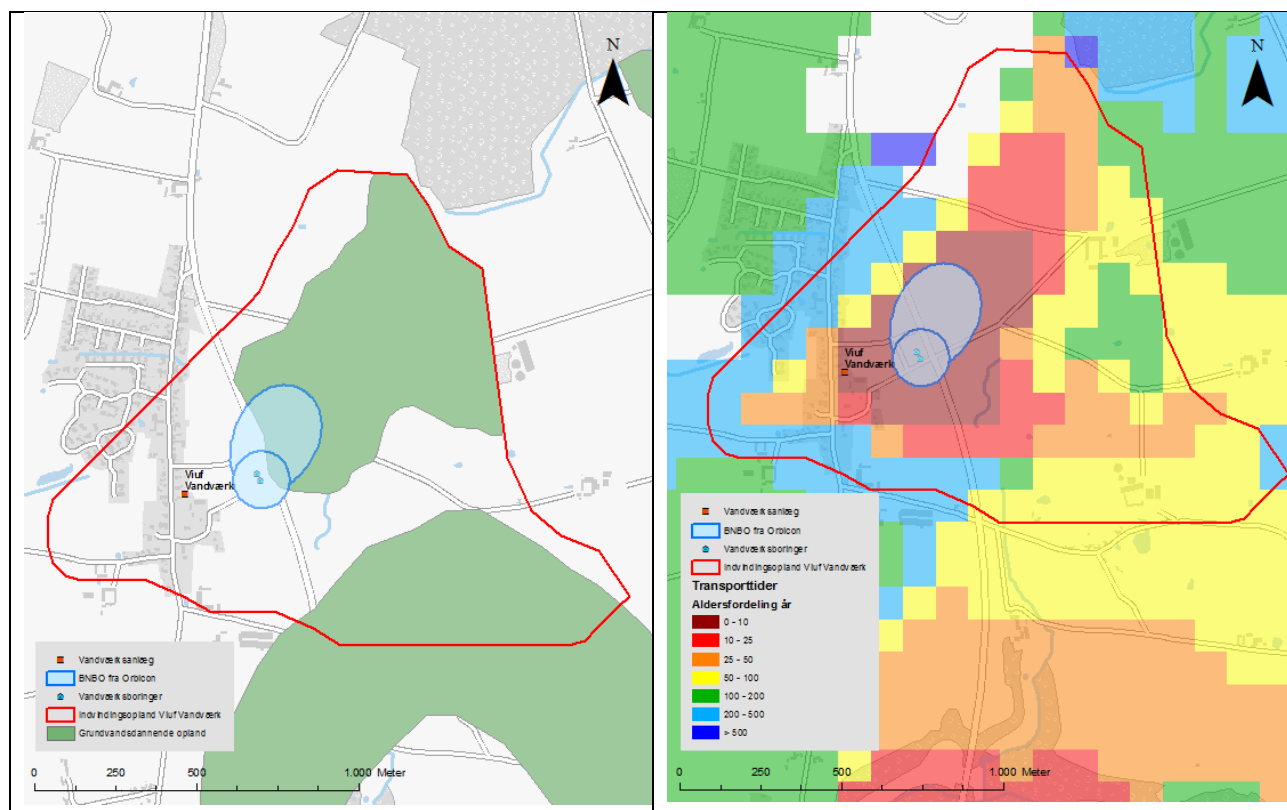 N
Viuf
Vandværk
Vandværksanlæg
BNBO fra Orbicon
Vandværksboringer
Indvindingsopland Viuf Vandværk
Grundvandsdannende opland
0 250 500 1.000 Meter
N
Viuf
Vandværk
Vandværksanlæg
BNBO fra Orbicon
Vandværksboringer
Indvindingsopland Viuf Vandværk
Transporttider
Aldersfordeling år
0 - 10
10 - 25
25 - 50
50 - 100
100 - 200
200 - 500
> 500
0 250 500 1.000 Meter